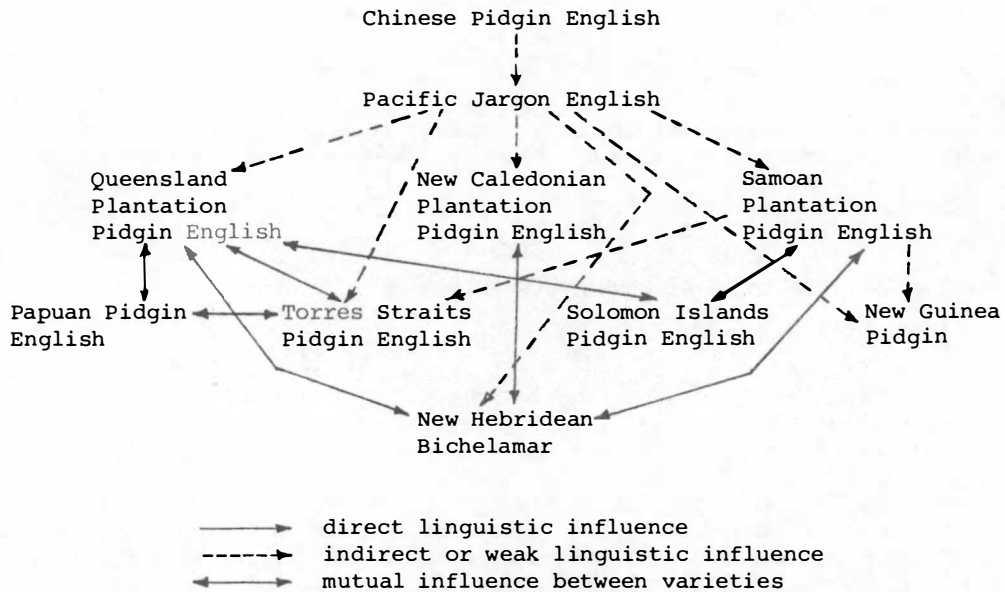 Chinese Pidgin English
Pacific Jargon English
Queensland
Plantation
Pidgin English
New Caledonian
Plantation
Pidgin English
Samoan
Plantation
Pidgin English
Papuan Pidgin
English
Torres Straits
Pidgin English
Solomon Islands
Pidgin English
New Guinea
Pidgin
New Hebridean
Bichelamar
direct linguistic influence
indirect or weak linguistic influence
mutual influence between varieties